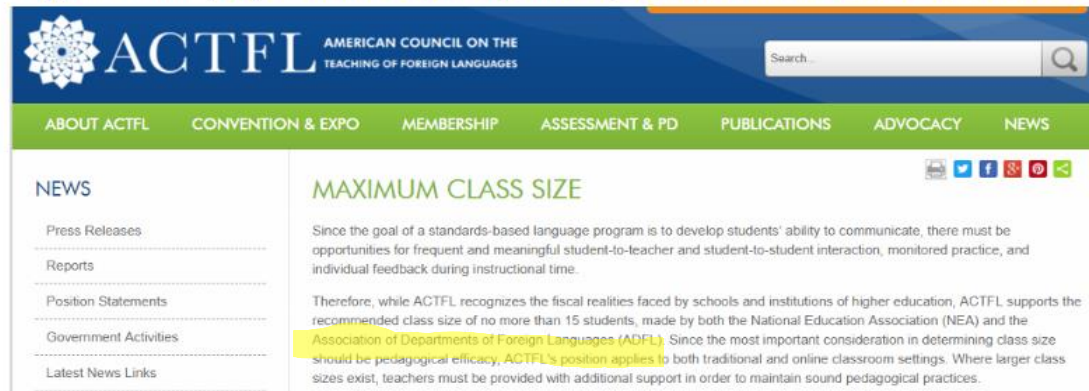 ACTFL
AMERICAN COUNCIL ON THE
TEACHING OF FOREIGN LANGUAGES
Search...
ABOUT ACTFL CONVENTION & EXPO MEMBERSHIP ASSESSMENT & PD PUBLICATIONS ADVOCACY NEWS
NEWS
Press Releases
Reports
Position Statements
Government Activities
Latest News Links
MAXIMUM CLASS SIZE
Since the goal of a standards-based language program is to develop students' ability to communicate, there must be
opportunities for frequent and meaningful student-to-teacher and student-to-student interaction, monitored practice, and
individual feedback during instructional time.
Therefore, while ACTFL recognizes the fiscal realities faced by schools and institutions of higher education, ACTFL supports the
recommended class size of no more than 15 students, made by both the National Education Association (NEA) and the
Association of Departments of Foreign Languages (ADFL). Since the most important consideration in determining class size
should be pedagogical efficacy, ACTFL's position applies to both traditional and online classroom settings. Where larger class
sizes exist, teachers must be provided with additional support in order to maintain sound pedagogical practices.